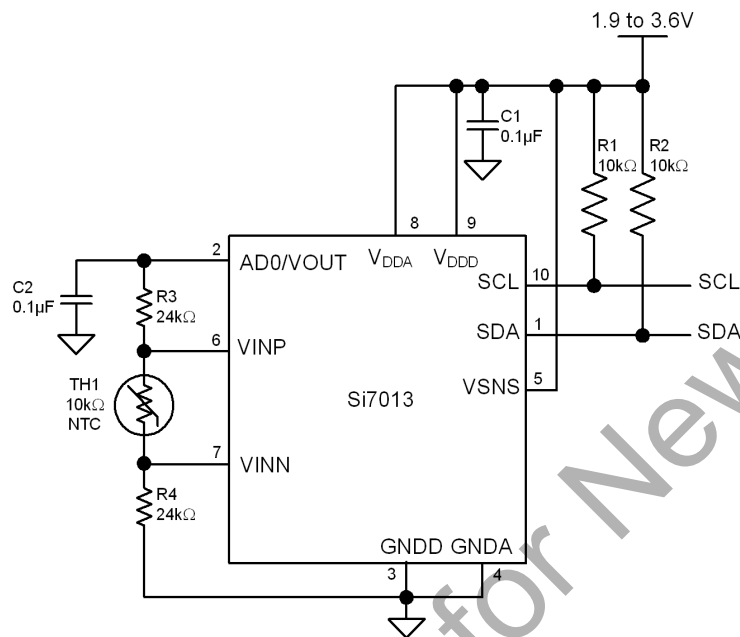 1.9 to 3.6V
C1
0.1µF
R1
10kΩ
R2
10kΩ
8
9
2
AD0/VOUT
VDDA
VDDD
SCL
10
SCL
C2
0.1µF
R3
24kΩ
SDA
1
SDA
6
VINP
TH1
10kΩ
NTC
Si7013
VSNS
5
7
VINN
R4
24kΩ
GNDD
GNDA
3
4
for New